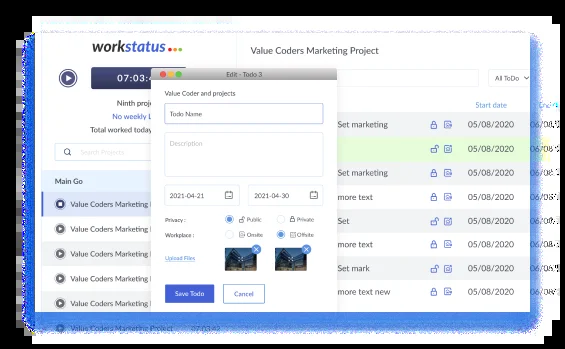 workstatus
Value Coders Marketing Project
07:03:4
Edit - Todo 3
All ToDo
Value Coder and projects
Ninth proj
No weekly L
Total worked today
Todo Name
Start date
En
Set marketing
05/08/2020
06/08/
Search Projects
Description
05/08/2020
06/08/
Set marketing
05/08/2020
06/08/
Main Go
Value Coders Marketing
2021-04-21
2021-04-30
more text
05/08/2020
06/08/
Value Coders Marketing
Privacy :
Public
Private
Set
05/08/2020
06/08/
Workplace :
Onsite
Offsite
Value Coders Marketing
more text
05/08/2020
06/08/
Upload Files
Value Coders Marketing
Set mark
05/08/2020
06/08/
Value Coders Marketing
Save Todo
Cancel
more text new
05/08/2020
06/08/
Value Coders Marketing Project
07:03:42